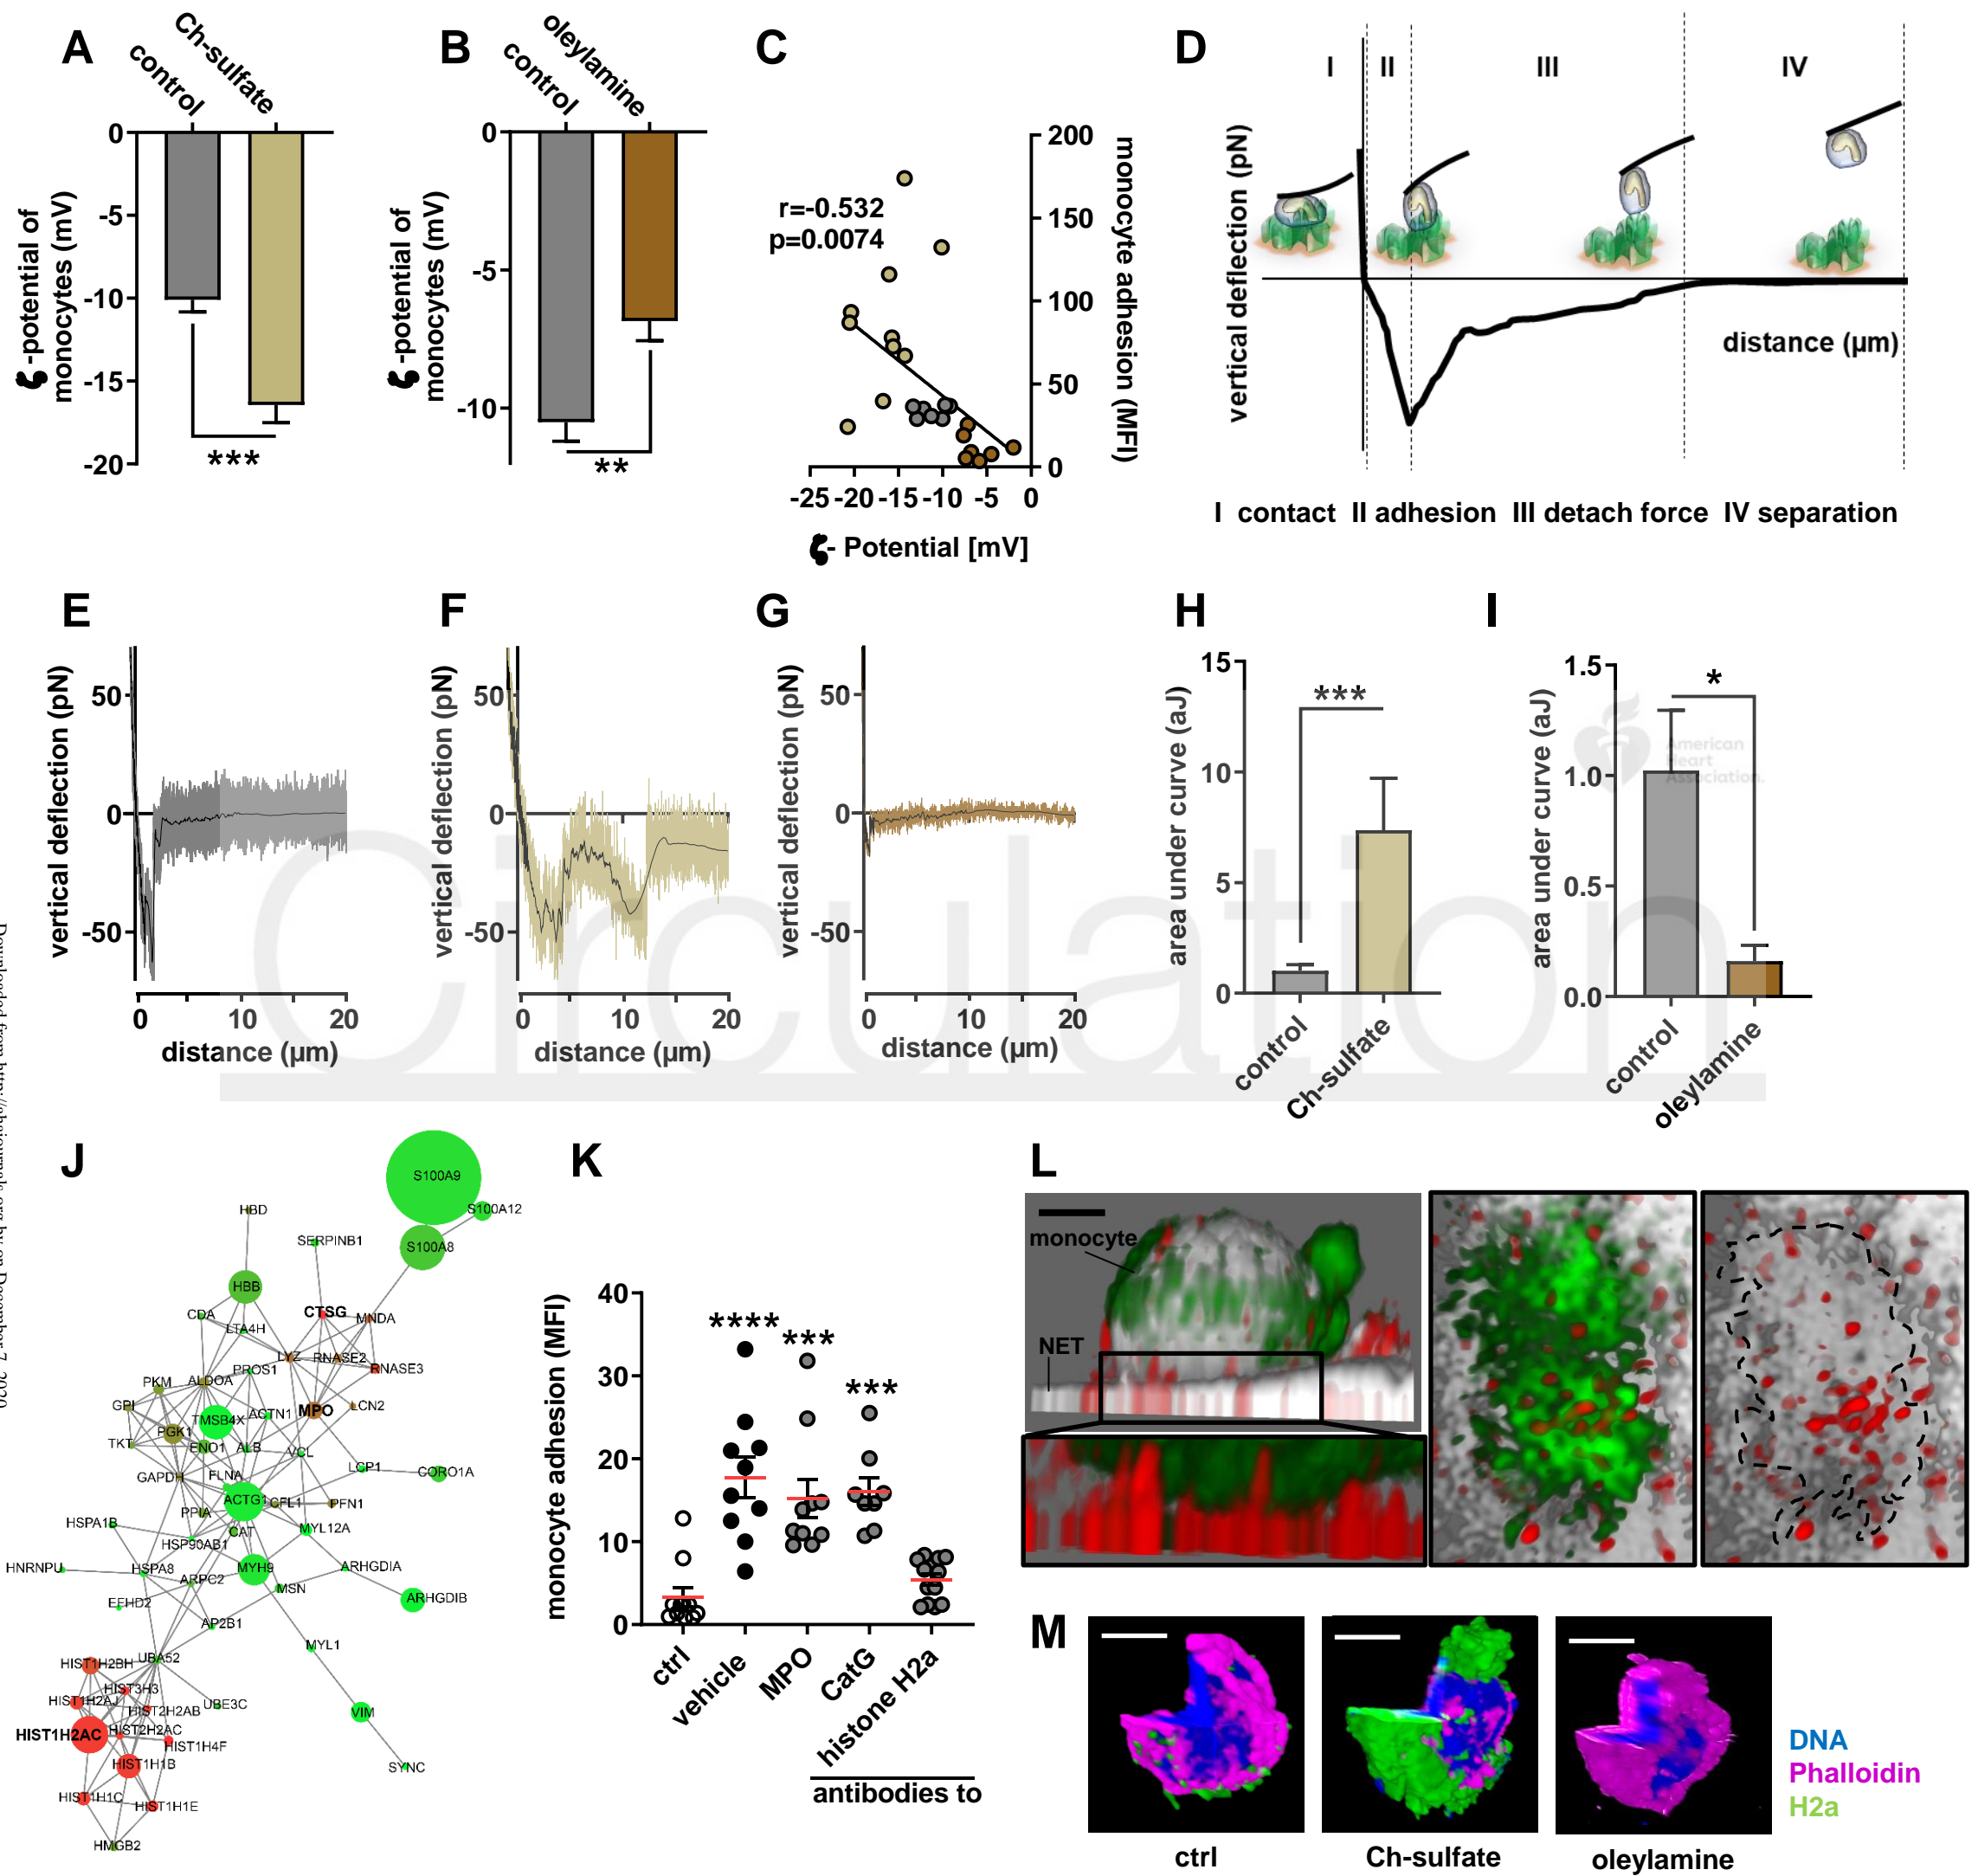 A
control
Ch-sulfate
0
-5
-10
-15
-20
ζ-potential of
monocytes (mV)
***
B
control
oleylamine
0
-5
-10
ζ-potential of
monocytes (mV)
**
C
r=-0.532
p=0.0074
200
150
100
50
0
monocyte adhesion (MFI)
-25 -20 -15 -10 -5 0
ζ- Potential [mV]
D
I II III IV
vertical deflection (pN)
distance (µm)
I contact II adhesion III detach force IV separation
E
vertical deflection (pN)
50
0
-50
0 10 20
distance (µm)
F
vertical deflection (pN)
50
0
-50
0 10 20
distance (µm)
G
vertical deflection (pN)
50
0
-50
0 10 20
distance (µm)
H
area under curve (aJ)
15
10
5
0
***
control
Ch-sulfate
I
area under curve (aJ)
1.5
1.0
0.5
0.0
*
control
oleylamine
American
Heart
Association.
Circulation
J
S100A9
S100A12
S100A8
HBD
SERPINB1
HBB
CDA
LTA4H
CTSG
MNDA
LYZ
RNASE2
RNASE3
PROS1
PKM
ALDOA
GPI
TMSB4X
ACTN1
MPO
LCN2
PGK1
TKT
ENO1
ALB
VCL
GAPDH
FLNA
LCP1
CORO1A
ACTG1
CFL1
PFN1
PPIA
HSPA1B
CAT
MYL12A
HSP90AB1
HNRNPU
HSPA8
MYH9
ARHGDIA
ARPC2
MSN
EFHD2
ARHGDIB
AP2B1
MYL1
UBA52
HIST1H2BH
HIST3H3
HIST1H2AJ
HIST2H2AB
UBE3C
VIM
HIST1H2AC
HIST2H2AC
HIST1H4F
HIST1H1B
SYNC
HIST1H1C
HIST1H1E
HMGB2
K
monocyte adhesion (MFI)
40
30
20
10
0
****
***
***
ctrl
vehicle
MPO
CatG
histone H2a
antibodies to
L
monocyte
NET
M
ctrl
Ch-sulfate
oleylamine
DNA
Phalloidin
H2a